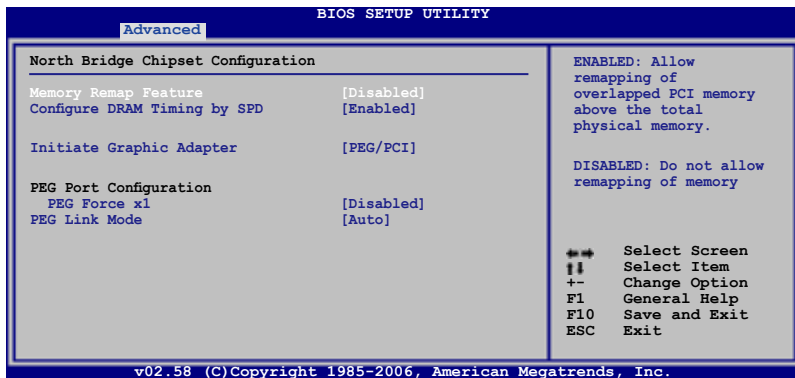 BIOS SETUP UTILITY
Advanced
North Bridge Chipset Configuration
Memory Remap Feature [Disabled]
Configure DRAM Timing by SPD [Enabled]
Initiate Graphic Adapter [PEG/PCI]
PEG Port Configuration
PEG Force x1 [Disabled]
PEG Link Mode [Auto]
ENABLED: Allow
remapping of
overlapped PCI memory
above the total
physical memory.
DISABLED: Do not allow
remapping of memory
←→ Select Screen
↑↓ Select Item
+- Change Option
F1 General Help
F10 Save and Exit
ESC Exit
v02.58 (C)Copyright 1985-2006, American Megatrends, Inc.